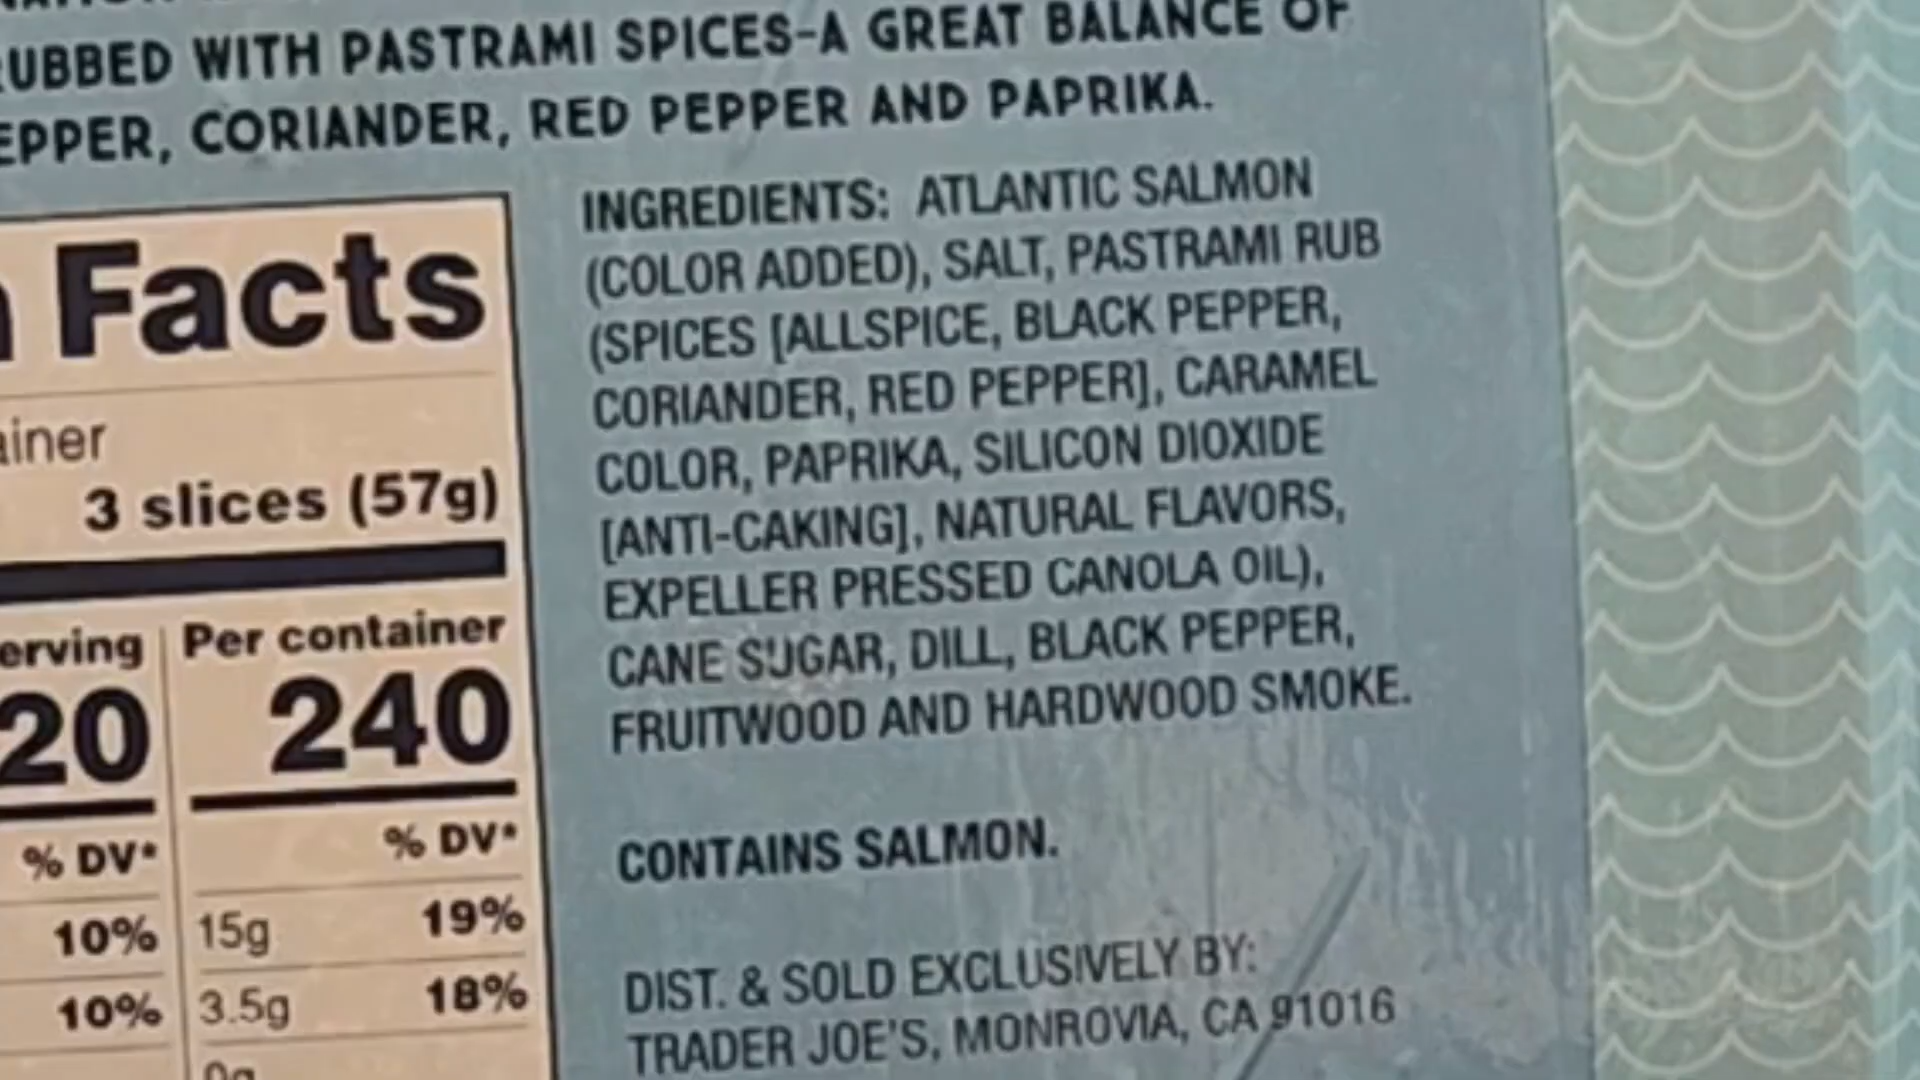 RUBBED WITH PASTRAMI SPICES-A GREAT BALANCE OF
EPPER, CORIANDER, RED PEPPER AND PAPRIKA.
Facts
ainer
3 slices (57g)
erving Per container
20 240
% DV* % DV*
10% 15g 19%
10% 3.5g 18%
0g
INGREDIENTS: ATLANTIC SALMON
(COLOR ADDED), SALT, PASTRAMI RUB
(SPICES [ALLSPICE, BLACK PEPPER,
CORIANDER, RED PEPPER], CARAMEL
COLOR, PAPRIKA, SILICON DIOXIDE
[ANTI-CAKING], NATURAL FLAVORS,
EXPELLER PRESSED CANOLA OIL),
CANE SUGAR, DILL, BLACK PEPPER,
FRUITWOOD AND HARDWOOD SMOKE.
CONTAINS SALMON.
DIST. & SOLD EXCLUSIVELY BY:
TRADER JOE'S, MONROVIA, CA 91016